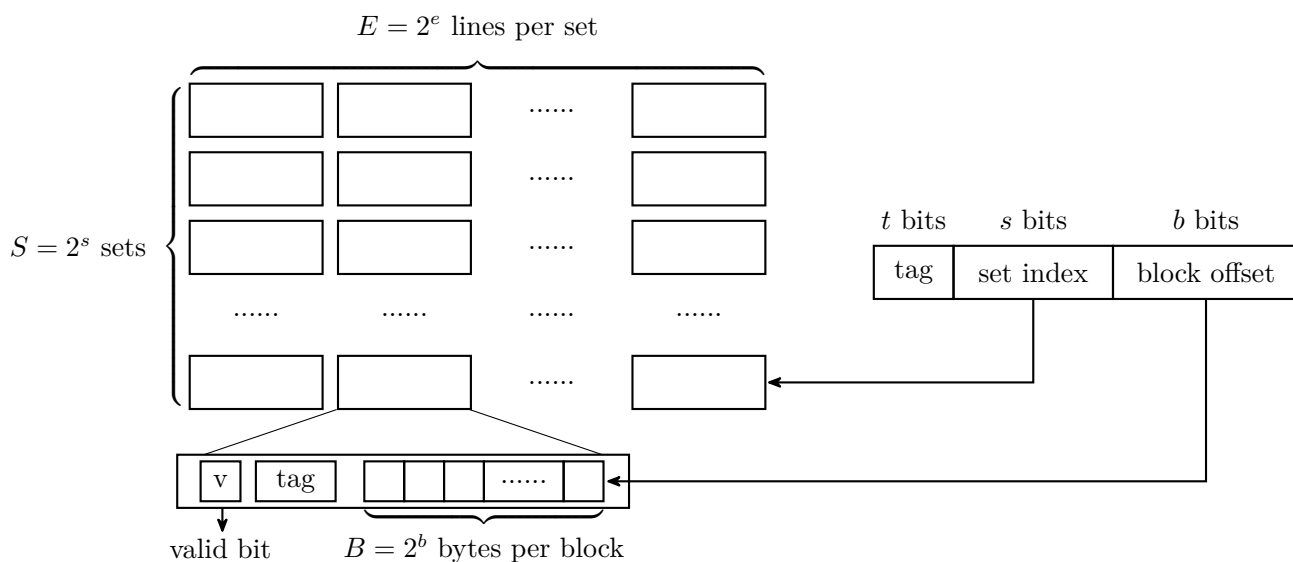 E = 2^e lines per set
......
......
S = 2^s sets
......
t bits s bits b bits
tag set index block offset
...... ...... ...... ......
......
v tag ......
valid bit B = 2^b bytes per block